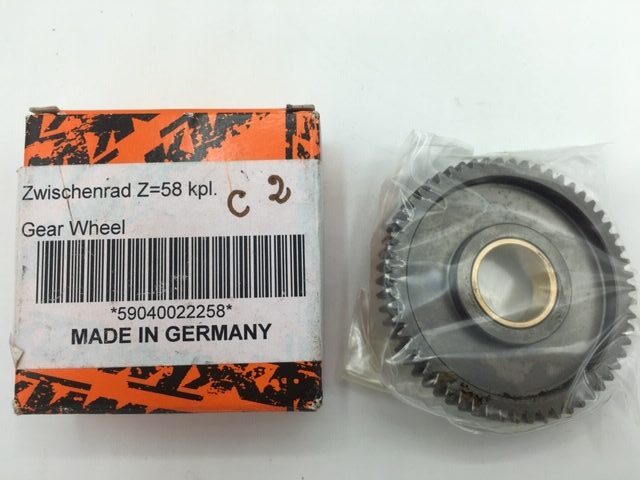 Zwischenrad Z=58 kpl.
C 2
Gear Wheel
*59040022258*
MADE IN GERMANY